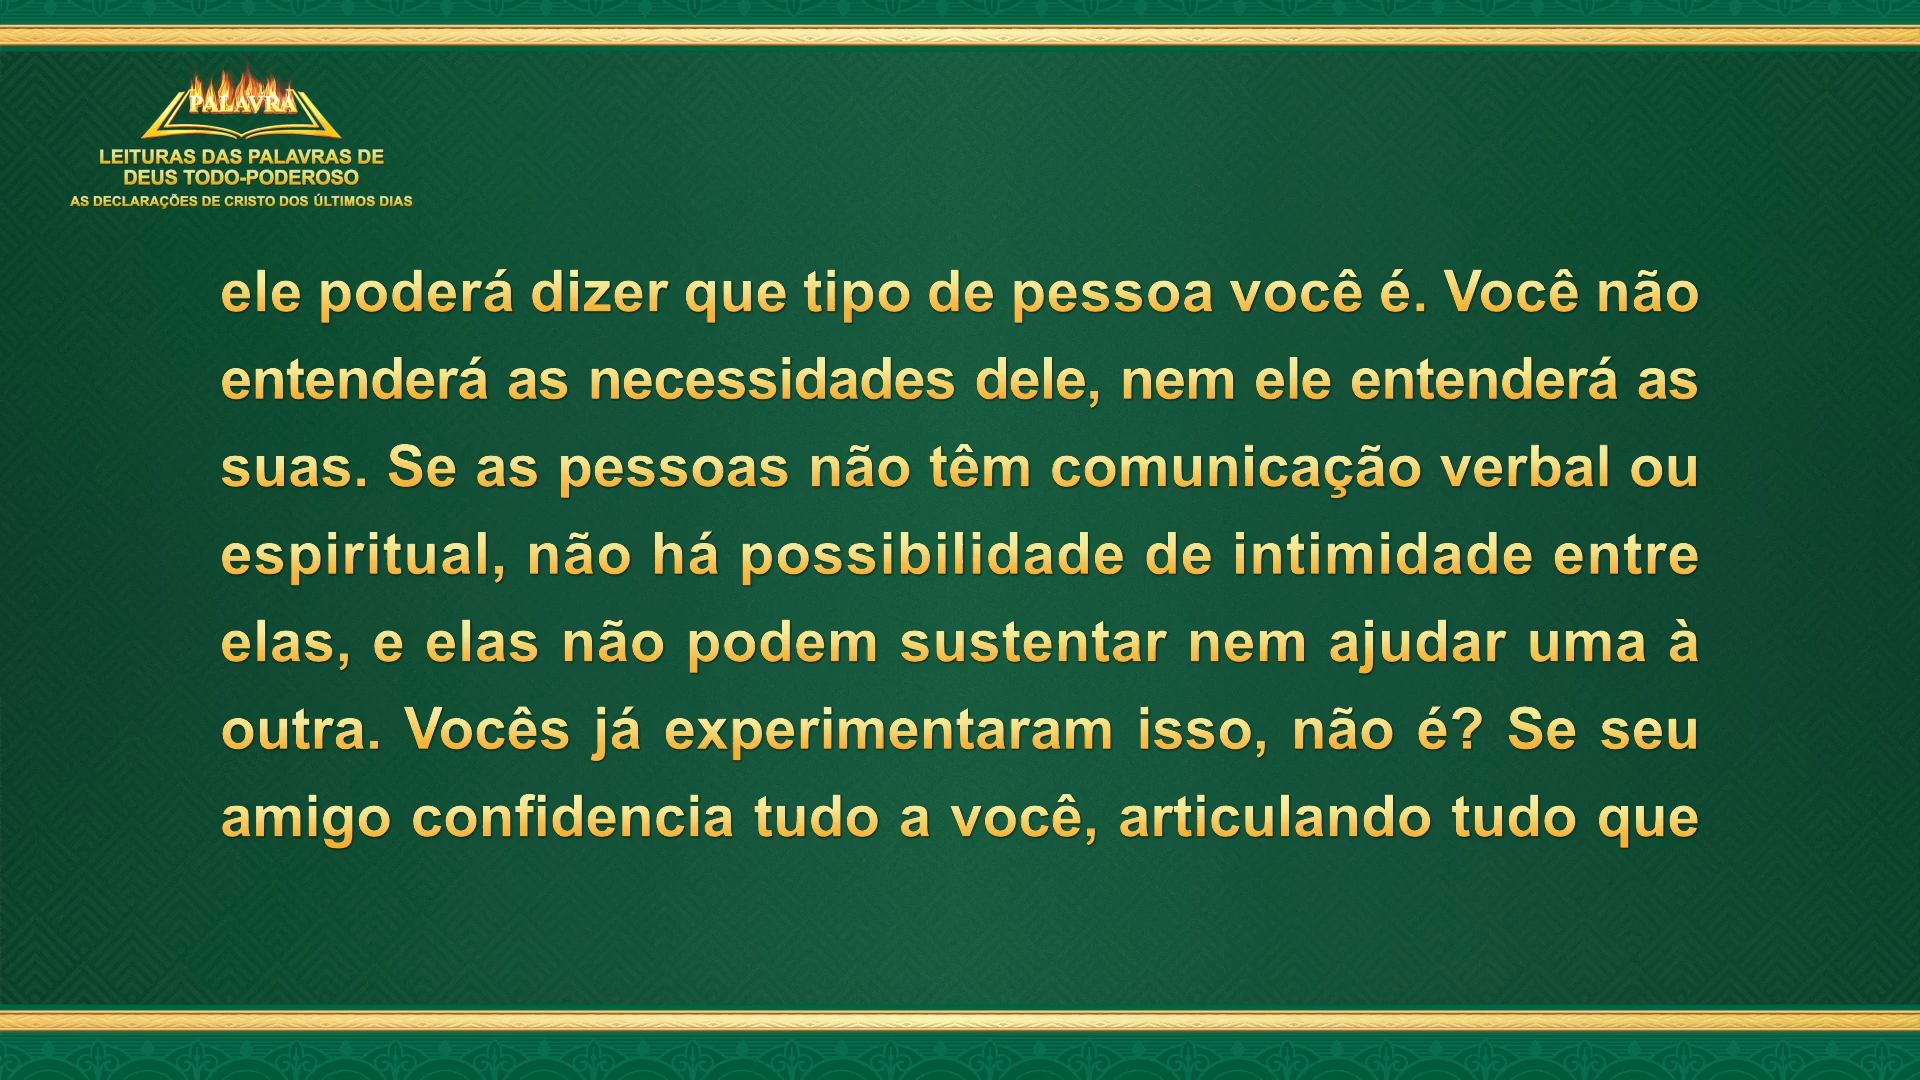 PALAVRA
LEITURAS DAS PALAVRAS DE
DEUS TODO-PODEROSO
AS DECLARAÇÕES DE CRISTO DOS ÚLTIMOS DIAS
ele poderá dizer que tipo de pessoa você é. Você não
entenderá as necessidades dele, nem ele entenderá as
suas. Se as pessoas não têm comunicação verbal ou
espiritual, não há possibilidade de intimidade entre
elas, e elas não podem sustentar nem ajudar uma à
outra. Vocês já experimentaram isso, não é? Se seu
amigo confidencia tudo a você, articulando tudo que